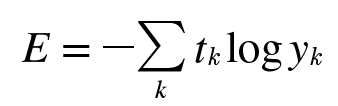 E = −∑ tₖ log yₖ
k